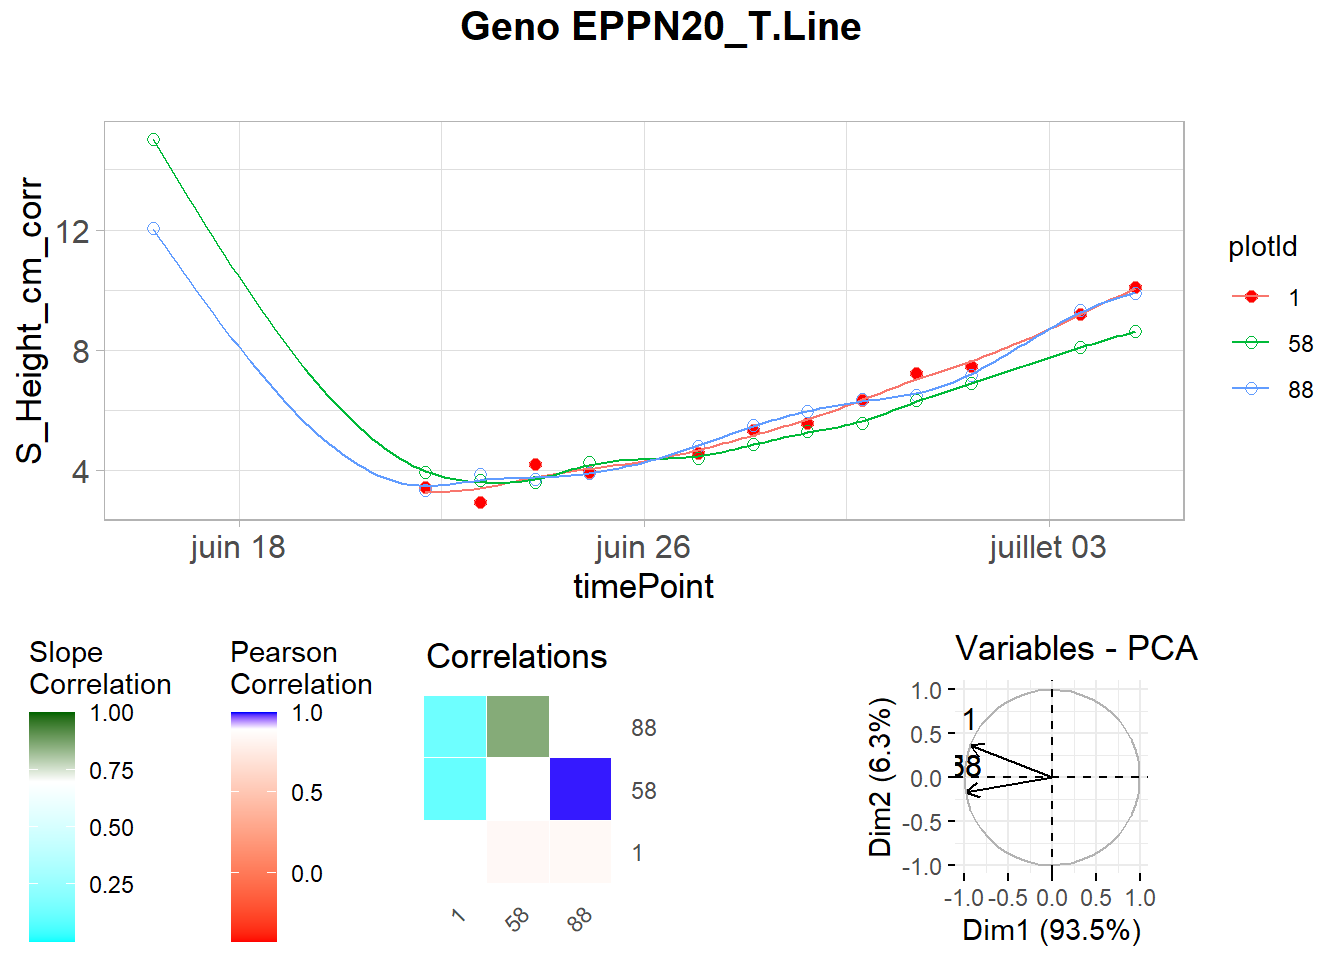 Geno EPPN20_T.Line
S_Height_cm_corr
12
8
4
juin 18
juin 26
juillet 03
timePoint
plotId
1
58
88
Slope
Correlation
1.00
0.75
0.50
0.25
Pearson
Correlation
1.0
0.5
0.0
Correlations
88
58
1
1
58
88
Variables - PCA
Dim2 (6.3%)
1.0
0.5
0.0
-0.5
-1.0
1
-1.0 -0.5 0.0 0.5 1.0
Dim1 (93.5%)